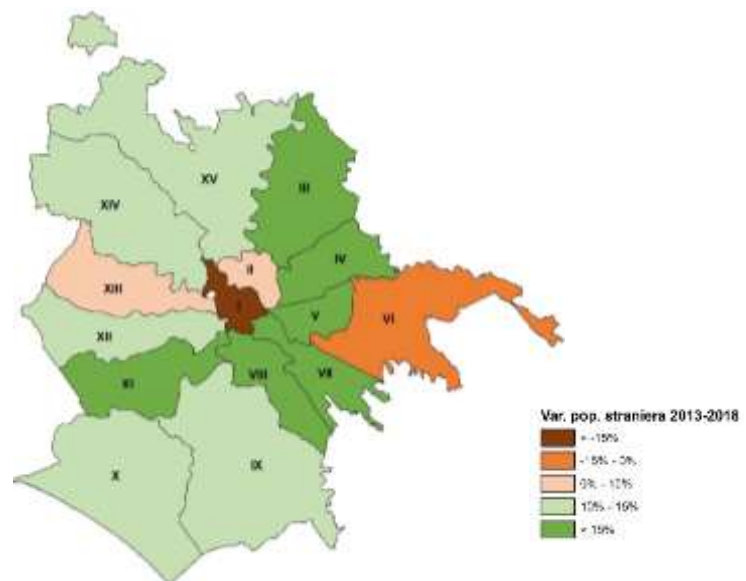 XV
III
XIV
IV
II
XIII
I
V
VI
XII
VII
VIII
XI
IX
X
Var. pop. straniera 2013-2018
< -15%
-15% - 0%
0% - 10%
10% - 15%